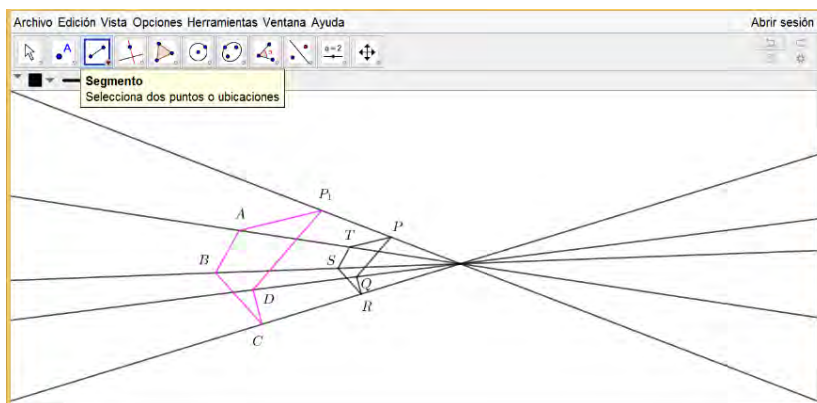 Archivo Edición Vista Opciones Herramientas Ventana Ayuda Abrir sesión
A a=2
Segmento
Selecciona dos puntos o ubicaciones
P₁
A
P
T
B
S
D
Q
R
C